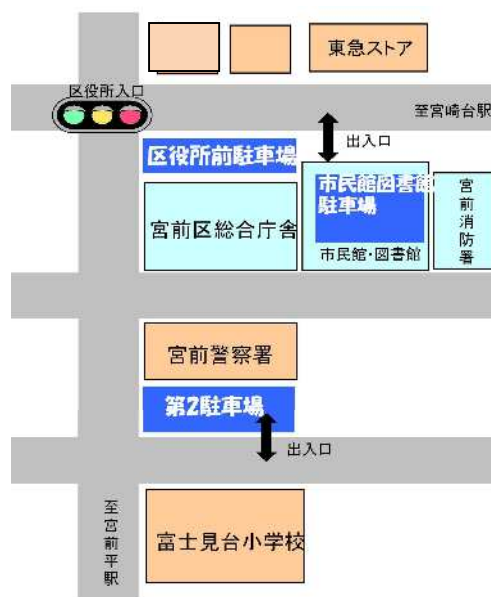 東急ストア
区役所入口
至宮崎台駅
出入口
区役所前駐車場
市民館図書館
駐車場
宮前区総合庁舎
市民館・図書館
宮前消防署
宮前警察署
第2駐車場
出入口
至宮前平駅
富士見台小学校